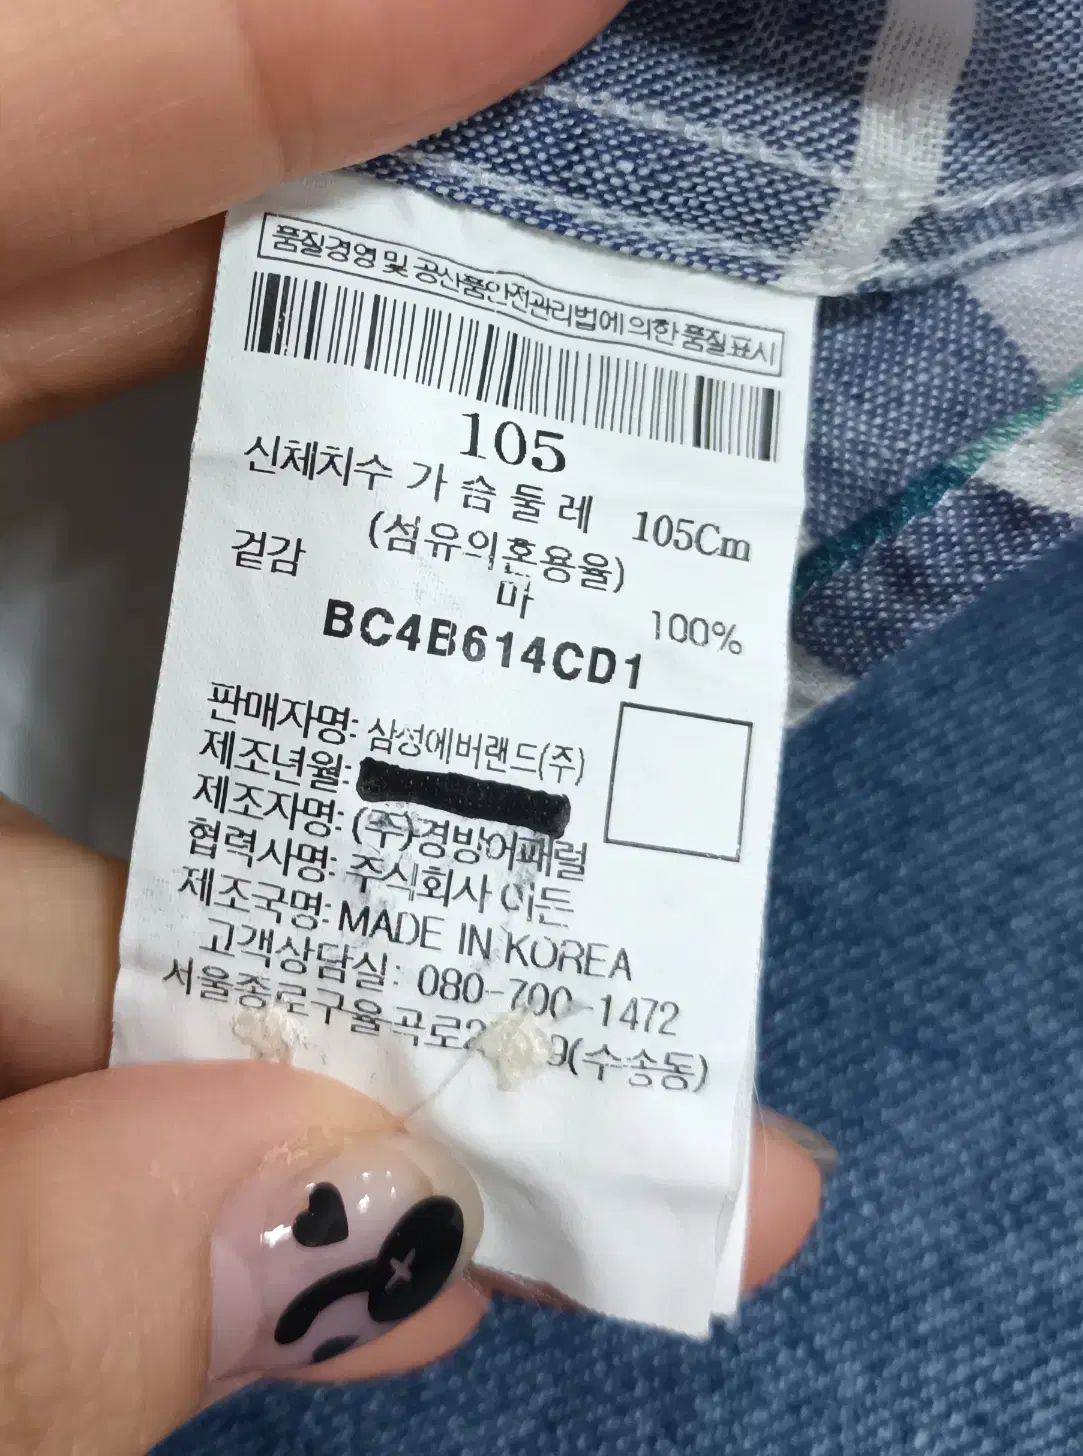 품질경영 및 공산품안전관리법에 의한 품질표시
105
신체치수 가 슴 둘 레 105Cm
(섬유의혼용율)
겉감 마 100%
BC4B614CD1
판매자명: 삼성에버랜드(주)
제조년월:
제조자명: (주)경방어패럴
협력사명: 주식회사 이든
제조국명: MADE IN KOREA
고객상담실: 080-700-1472
서울종로구율곡로2 9(수송동)